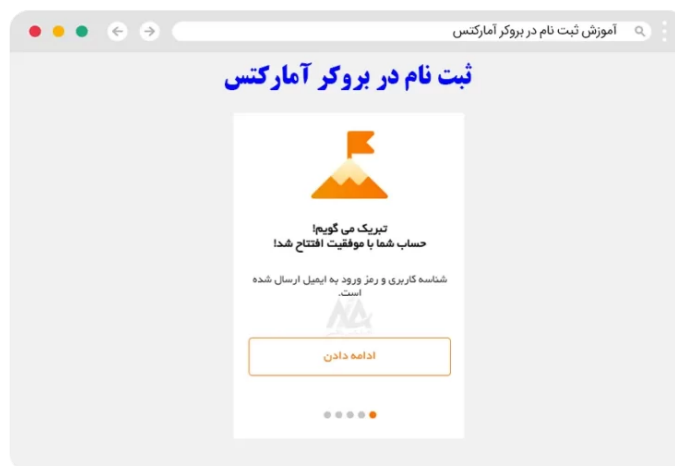 آموزش ثبت نام در بروکر آمارکتس
ثبت نام در بروکر آمارکتس
تبریک می گویم!
حساب شما با موفقیت افتتاح شد!
شناسه کاربری و رمز ورود به ایمیل ارسال شده
است.
ادامه دادن